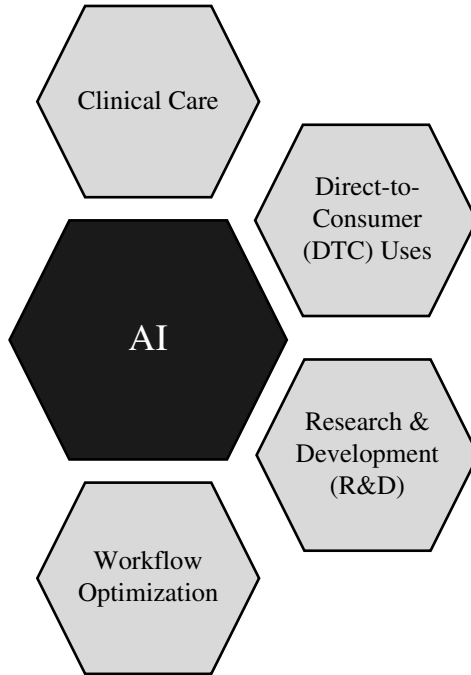 Clinical Care
Direct-to-
Consumer
(DTC) Uses
AI
Research &
Development
(R&D)
Workflow
Optimization